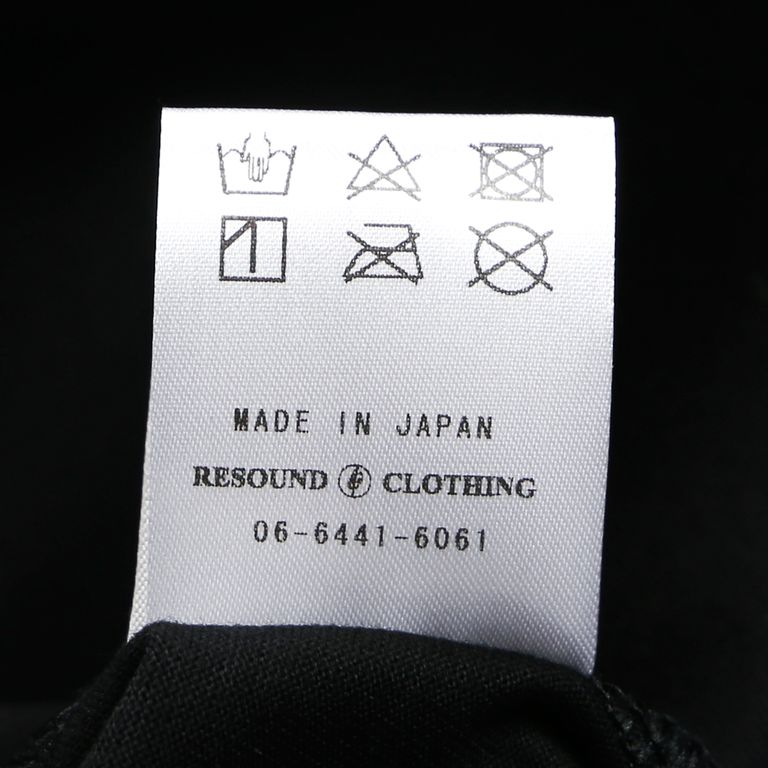 MADE IN JAPAN
RESOUND CLOTHING
06-6441-6061